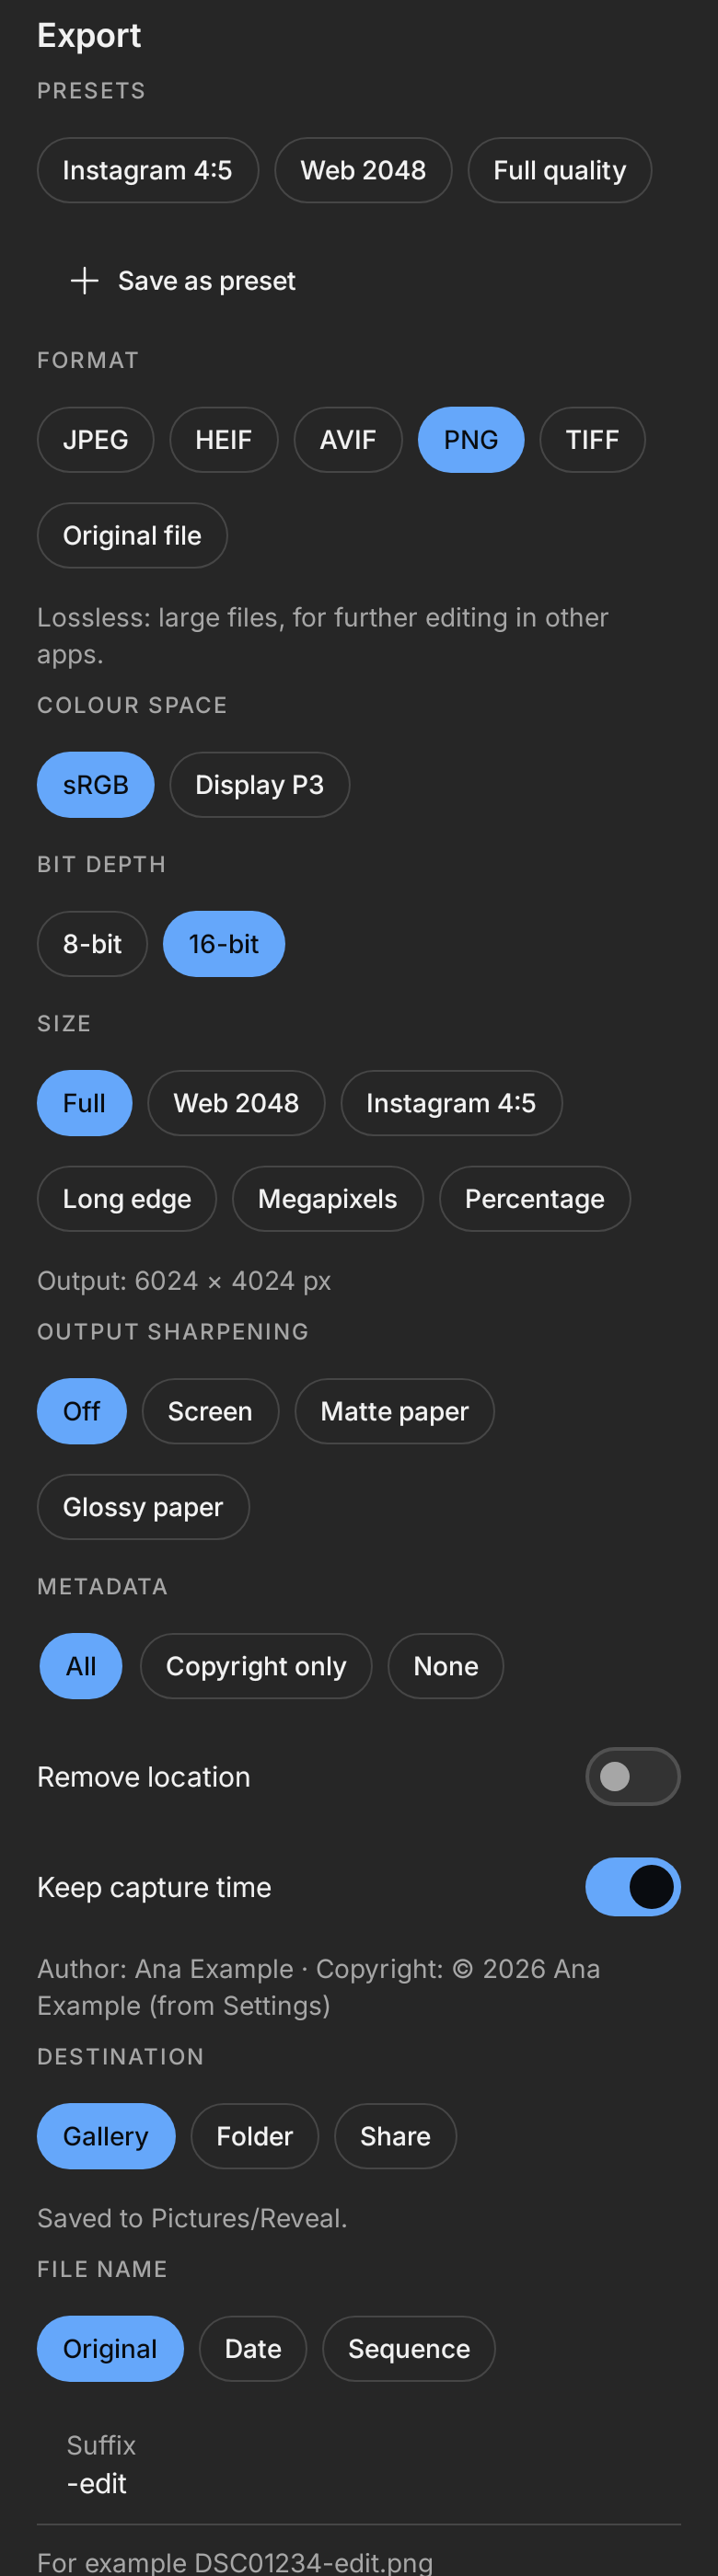 Export
PRESETS
Instagram 4:5 Web 2048 Full quality
Save as preset
FORMAT
JPEG HEIF AVIF PNG TIFF
Original file
Lossless: large files, for further editing in other
apps.
COLOUR SPACE
sRGB Display P3
BIT DEPTH
8-bit 16-bit
SIZE
Full Web 2048 Instagram 4:5
Long edge Megapixels Percentage
Output: 6024 × 4024 px
OUTPUT SHARPENING
Off Screen Matte paper
Glossy paper
METADATA
All Copyright only None
Remove location
Keep capture time
Author: Ana Example · Copyright: © 2026 Ana
Example (from Settings)
DESTINATION
Gallery Folder Share
Saved to Pictures/Reveal.
FILE NAME
Original Date Sequence
Suffix
-edit
For example DSC01234-edit.png